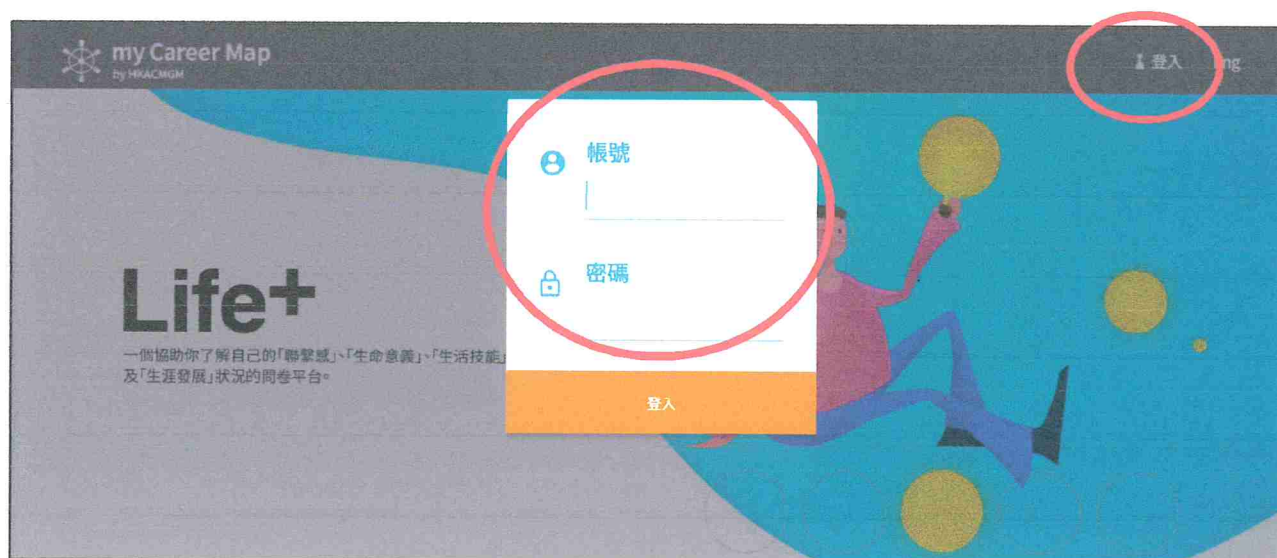 my Career Map
by HKACMGM
登入
帳號
密碼
Life+
一個協助你了解自己的「聯繫感」、「生命意義」、「生活技能」
及「生涯發展」狀況的問卷平台。
登入